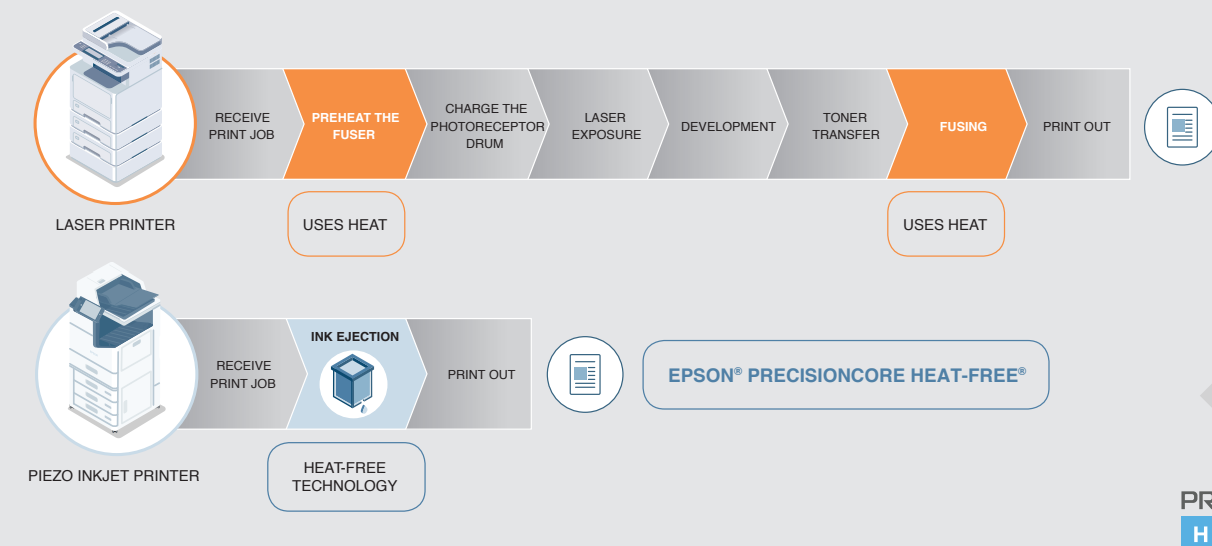 RECEIVE
PRINT JOB
PREHEAT THE
FUSER
CHARGE THE
PHOTORECEPTOR
DRUM
LASER
EXPOSURE
DEVELOPMENT
TONER
TRANSFER
FUSING
PRINT OUT
LASER PRINTER
USES HEAT
USES HEAT
RECEIVE
PRINT JOB
INK EJECTION
PRINT OUT
EPSON® PRECISIONCORE HEAT-FREE®
PIEZO INKJET PRINTER
HEAT-FREE
TECHNOLOGY
PR
H